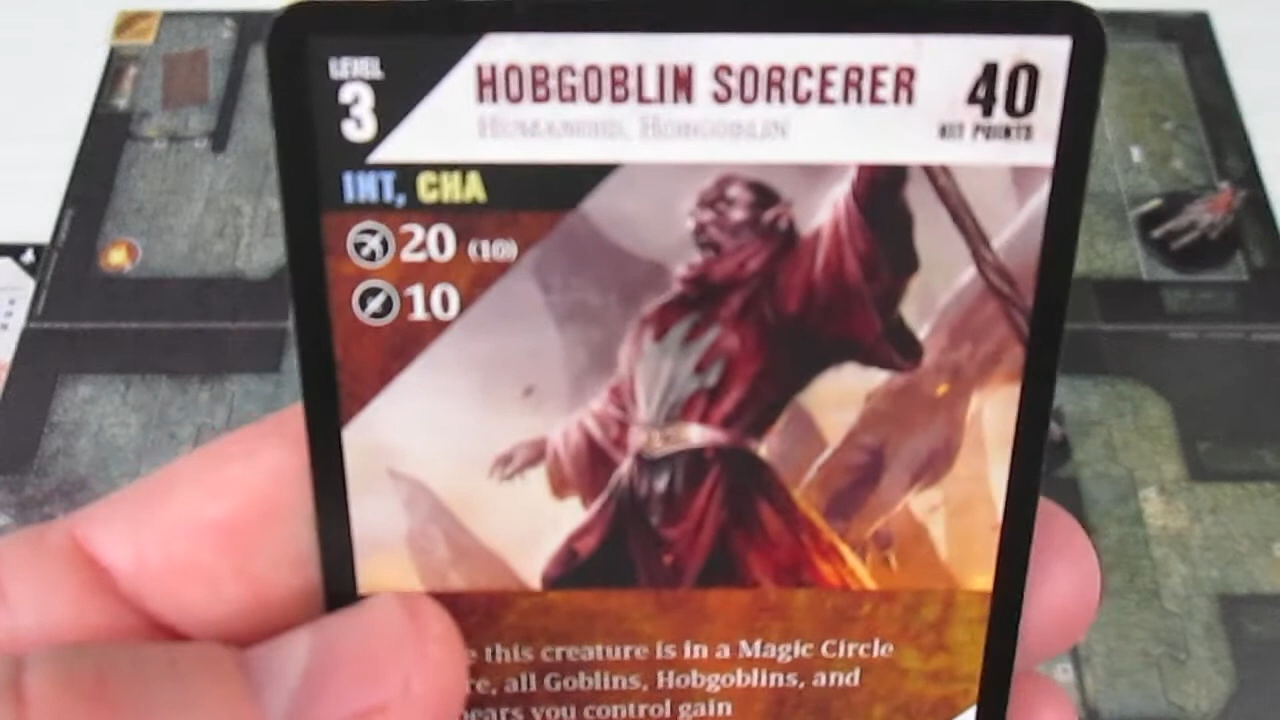 LEVEL
3
HOBGOBLIN SORCERER
HUMANOID, HOBGOBLIN
40
HIT POINTS
INT, CHA
20 (10)
10
this creature is in a Magic Circle
all Goblins, Hobgoblins, and
you control gain